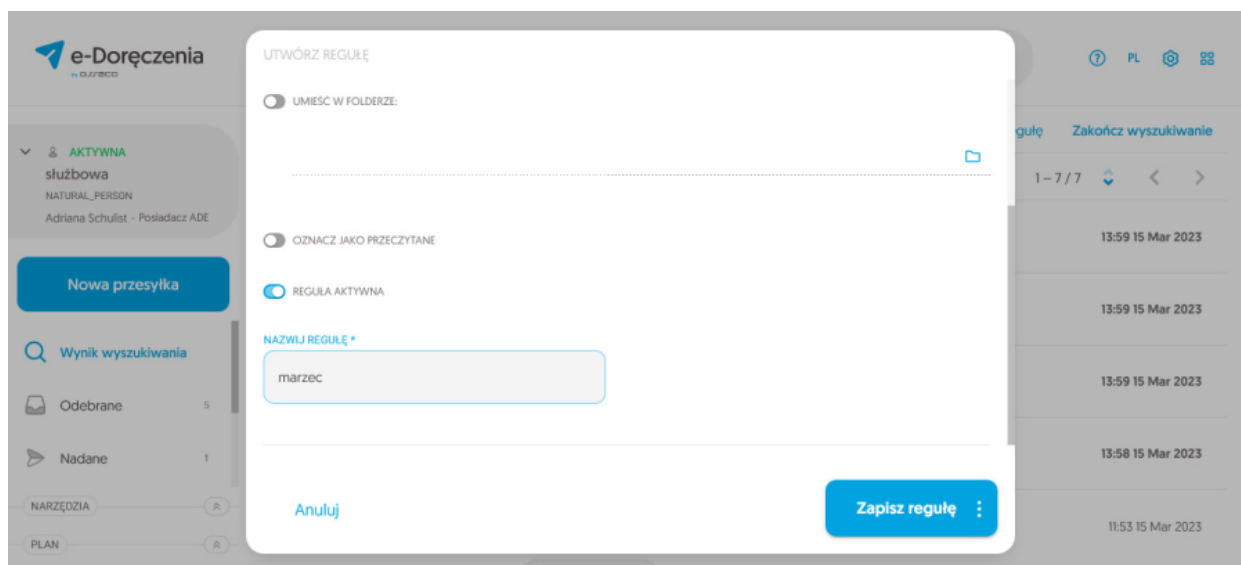 e-Doręczenia
by asseco
UTWÓRZ REGUŁĘ
PL
UMIEŚĆ W FOLDERZE:
gułę Zakończ wyszukiwanie
AKTYWNA
służbowa
NATURAL_PERSON
Adriana Schulist - Posiadacz ADE
1–7/7
OZNACZ JAKO PRZECZYTANE
13:59 15 Mar 2023
Nowa przesyłka
REGUŁA AKTYWNA
13:59 15 Mar 2023
NAZWIJ REGUŁĘ *
marzec
Wynik wyszukiwania
13:59 15 Mar 2023
Odebrane 5
Nadane 1
13:58 15 Mar 2023
NARZĘDZIA
Anuluj
Zapisz regułę
11:53 15 Mar 2023
PLAN